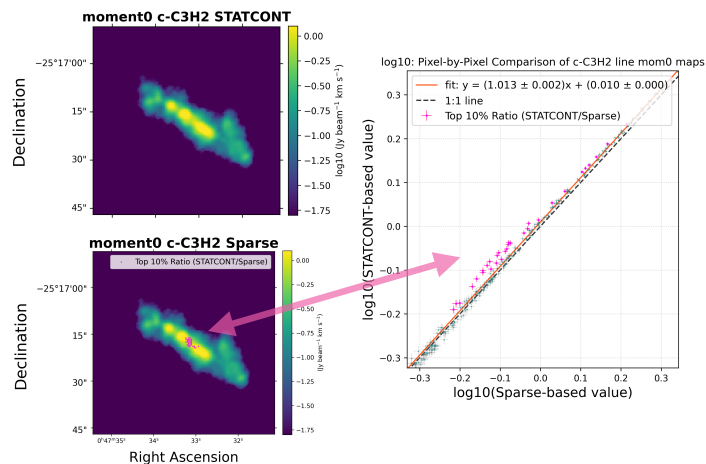 moment0 c-C3H2 STATCONT
Declination
−25°17'00"
15"
30"
45"
0.00
−0.25
−0.50
−0.75
−1.00
−1.25
−1.50
−1.75
log10 (Jy beam⁻¹ km s⁻¹)
moment0 c-C3H2 Sparse
Top 10% Ratio (STATCONT/Sparse)
Declination
−25°17'00"
15"
30"
45"
0ʰ47ᵐ35ˢ
34ˢ
33ˢ
32ˢ
Right Ascension
0.00
−0.25
−0.50
−0.75
−1.00
−1.25
−1.50
−1.75
log10 (Jy beam⁻¹ km s⁻¹)
log10: Pixel-by-Pixel Comparison of c-C3H2 line mom0 maps
fit: y = (1.013 ± 0.002)x + (0.010 ± 0.000)
1:1 line
Top 10% Ratio (STATCONT/Sparse)
log10(STATCONT-based value)
0.3
0.2
0.1
0.0
−0.1
−0.2
−0.3
−0.3
−0.2
−0.1
0.0
0.1
0.2
0.3
log10(Sparse-based value)